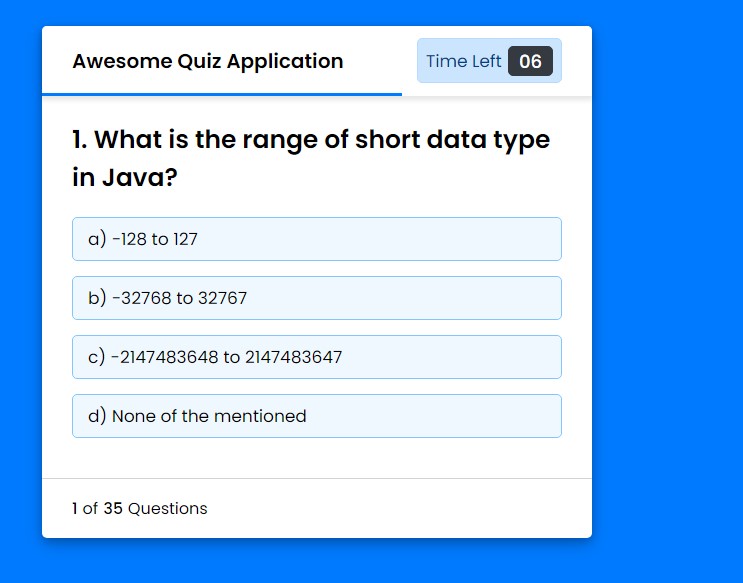 Awesome Quiz Application
Time Left 06
1. What is the range of short data type
in Java?
a) -128 to 127
b) -32768 to 32767
c) -2147483648 to 2147483647
d) None of the mentioned
1 of 35 Questions